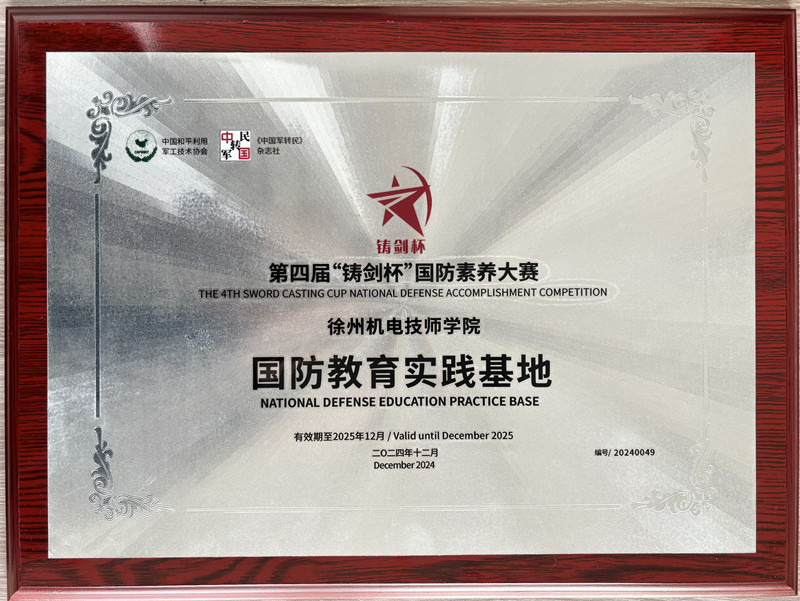 中国和平利用
军工技术协会
中
民
转
军
国
《中国军转民》
杂志社
铸剑杯
第四届“铸剑杯”国防素养大赛
THE 4TH SWORD CASTING CUP NATIONAL DEFENSE ACCOMPLISHMENT COMPETITION
徐州机电技师学院
国防教育实践基地
NATIONAL DEFENSE EDUCATION PRACTICE BASE
有效期至2025年12月 / Valid until December 2025
二〇二四年十二月
December 2024
编号/ 20240049